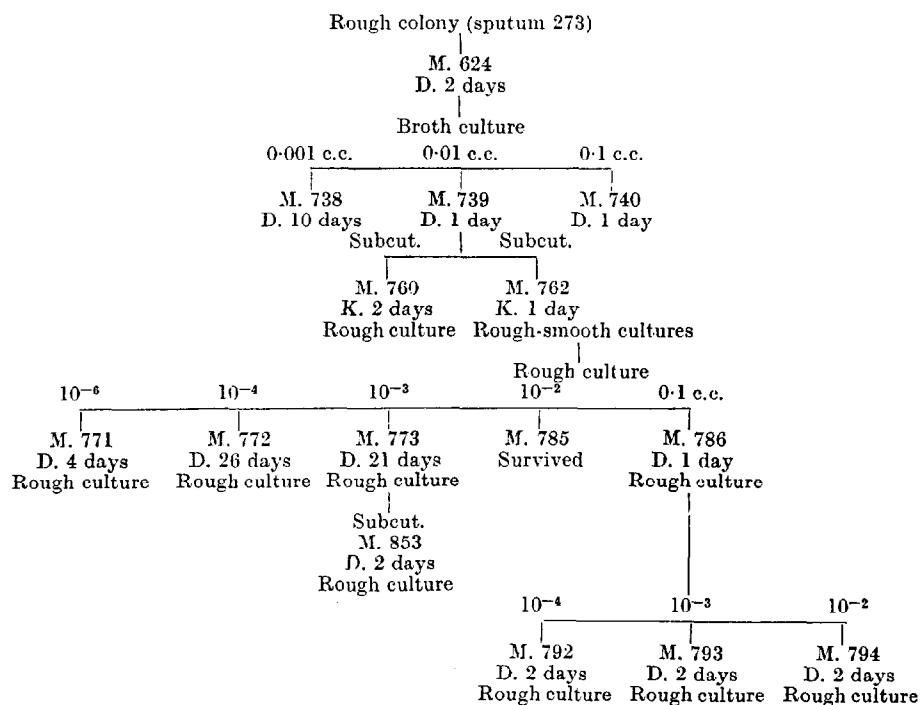 Rough colony (sputum 273)
M. 624
D. 2 days
Broth culture
0·001 c.c. 0·01 c.c. 0·1 c.c.
M. 738 M. 739 M. 740
D. 10 days D. 1 day D. 1 day
Subcut. Subcut.
M. 760 M. 762
K. 2 days K. 1 day
Rough culture Rough-smooth cultures
Rough culture
10⁻⁶ 10⁻⁴ 10⁻³ 10⁻² 0·1 c.c.
M. 771 M. 772 M. 773 M. 785 M. 786
D. 4 days D. 26 days D. 21 days Survived D. 1 day
Rough culture Rough culture Rough culture Rough culture
Subcut.
M. 853
D. 2 days
Rough culture
10⁻⁴ 10⁻³ 10⁻²
M. 792 M. 793 M. 794
D. 2 days D. 2 days D. 2 days
Rough culture Rough culture Rough culture